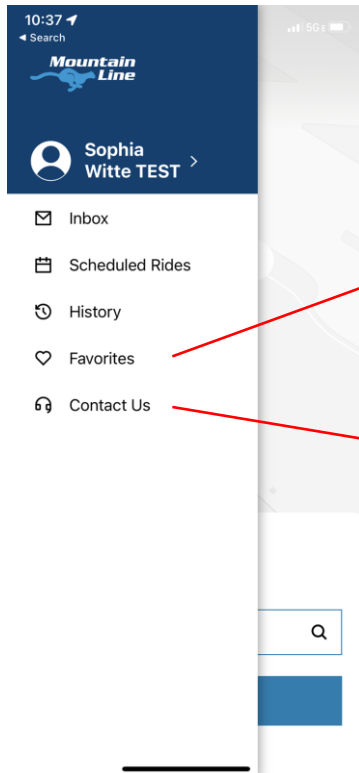 10:37
5G E
◄ Search
Mountain
Line
Sophia
Witte TEST
Inbox
Scheduled Rides
History
Favorites
Contact Us